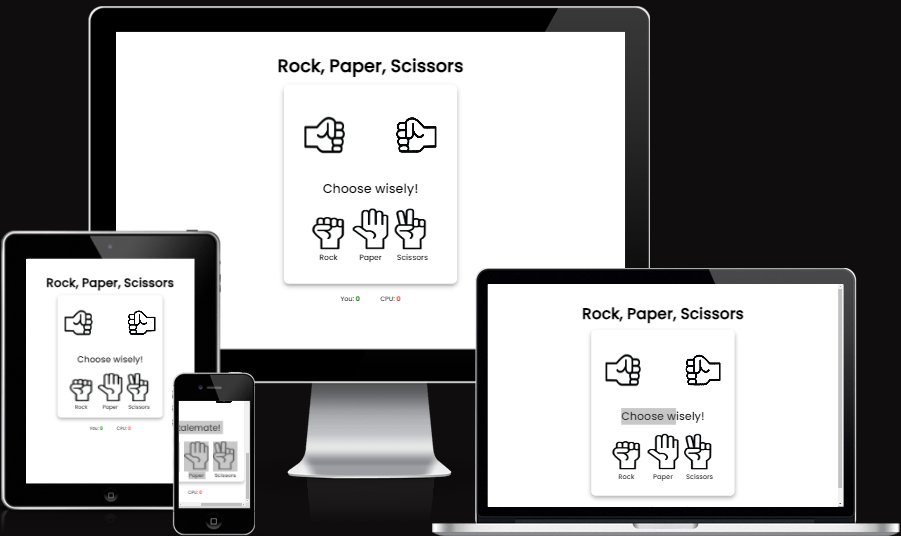 Rock, Paper, Scissors
Choose wisely!
Rock Paper Scissors
You: 0 CPU: 0
Rock, Paper, Scissors
Choose wisely!
Rock Paper Scissors
You: 0 CPU: 0
talemate!
Paper Scissors
CPU: 0
Rock, Paper, Scissors
Choose wisely!
Rock Paper Scissors